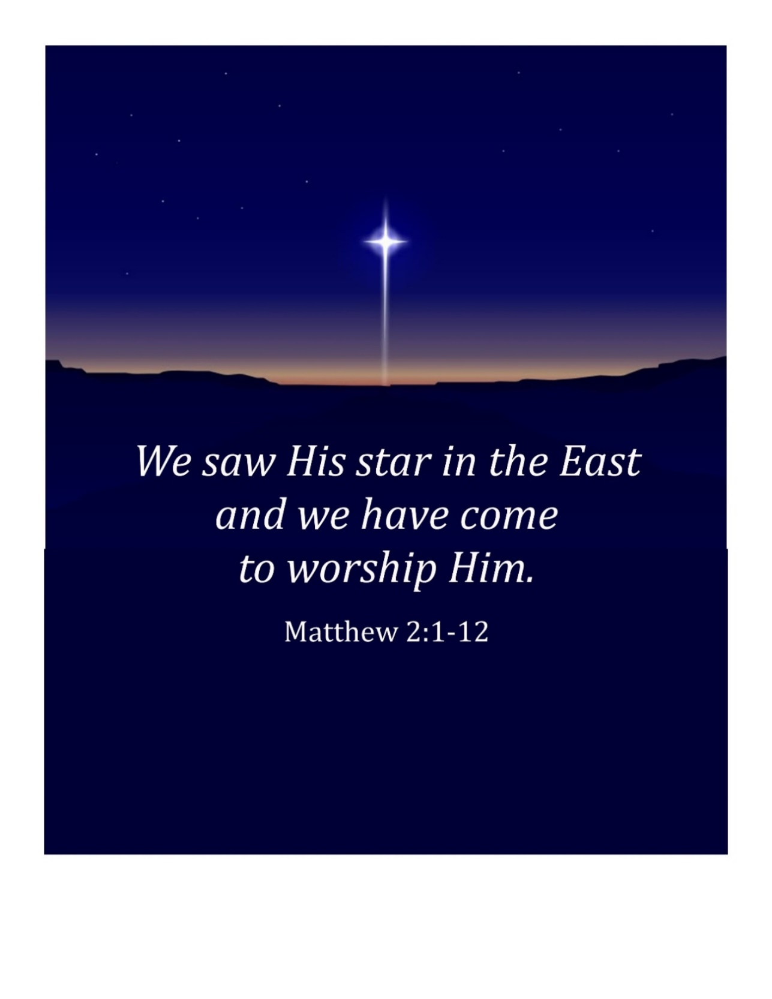 We saw His star in the East
and we have come
to worship Him.
Matthew 2:1-12